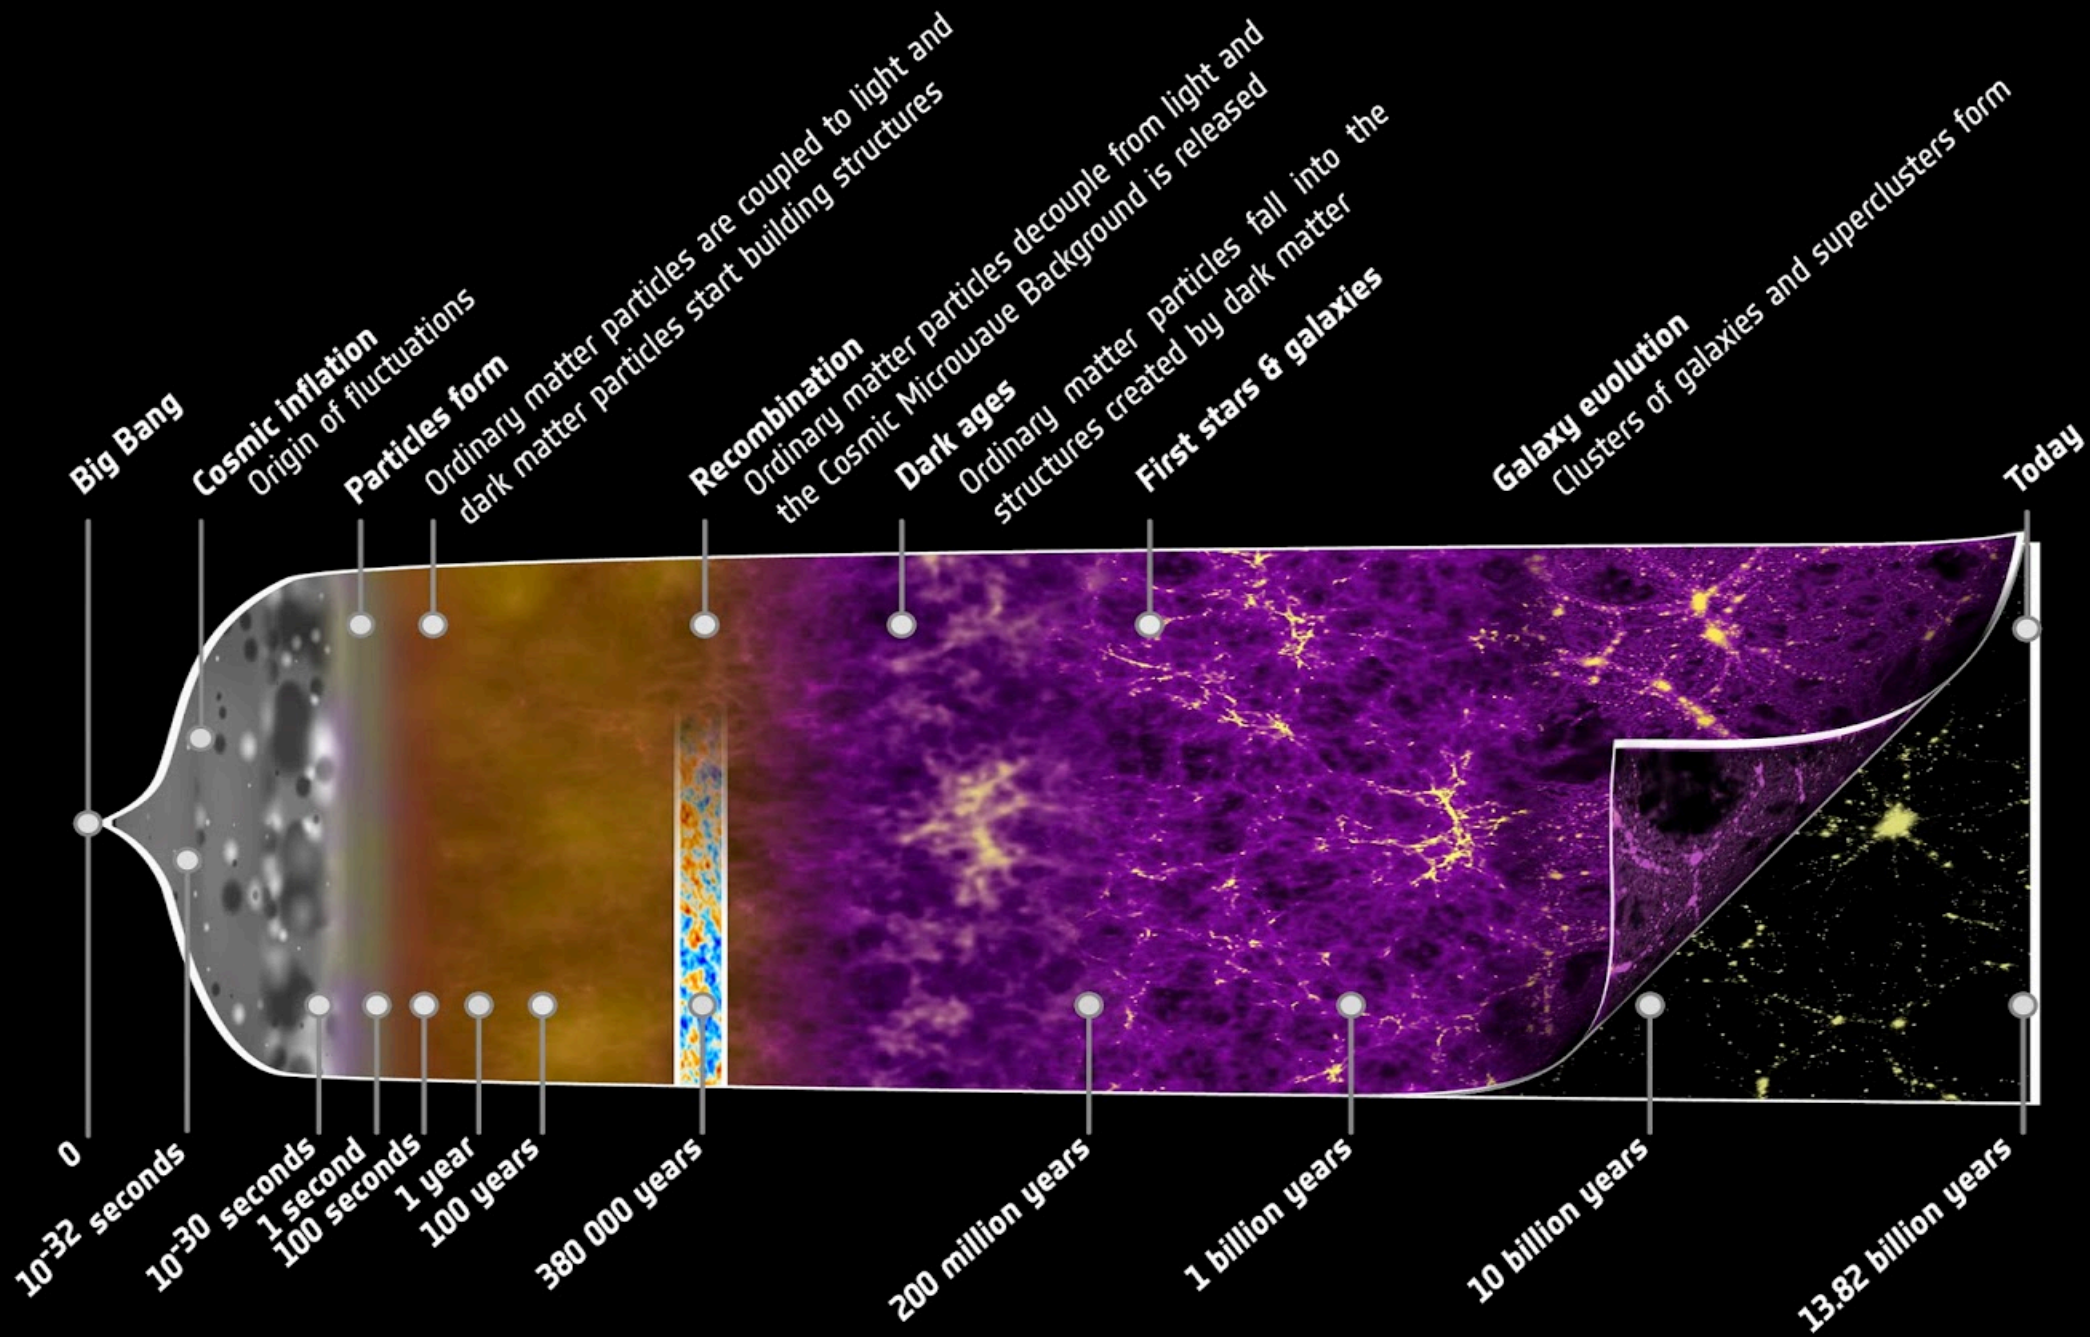 Big Bang
Cosmic inflation
Origin of fluctuations
Particles form
Ordinary matter particles are coupled to light and
dark matter particles start building structures
Recombination
Ordinary matter particles decouple from light and
the Cosmic Microwave Background is released
Dark ages
Ordinary matter particles fall into the
structures created by dark matter
First stars & galaxies
Galaxy evolution
Clusters of galaxies and superclusters form
Today
0
10-32 seconds
10-30 seconds
1 second
100 seconds
1 year
100 years
380 000 years
200 million years
1 billion years
10 billion years
13.82 billion years